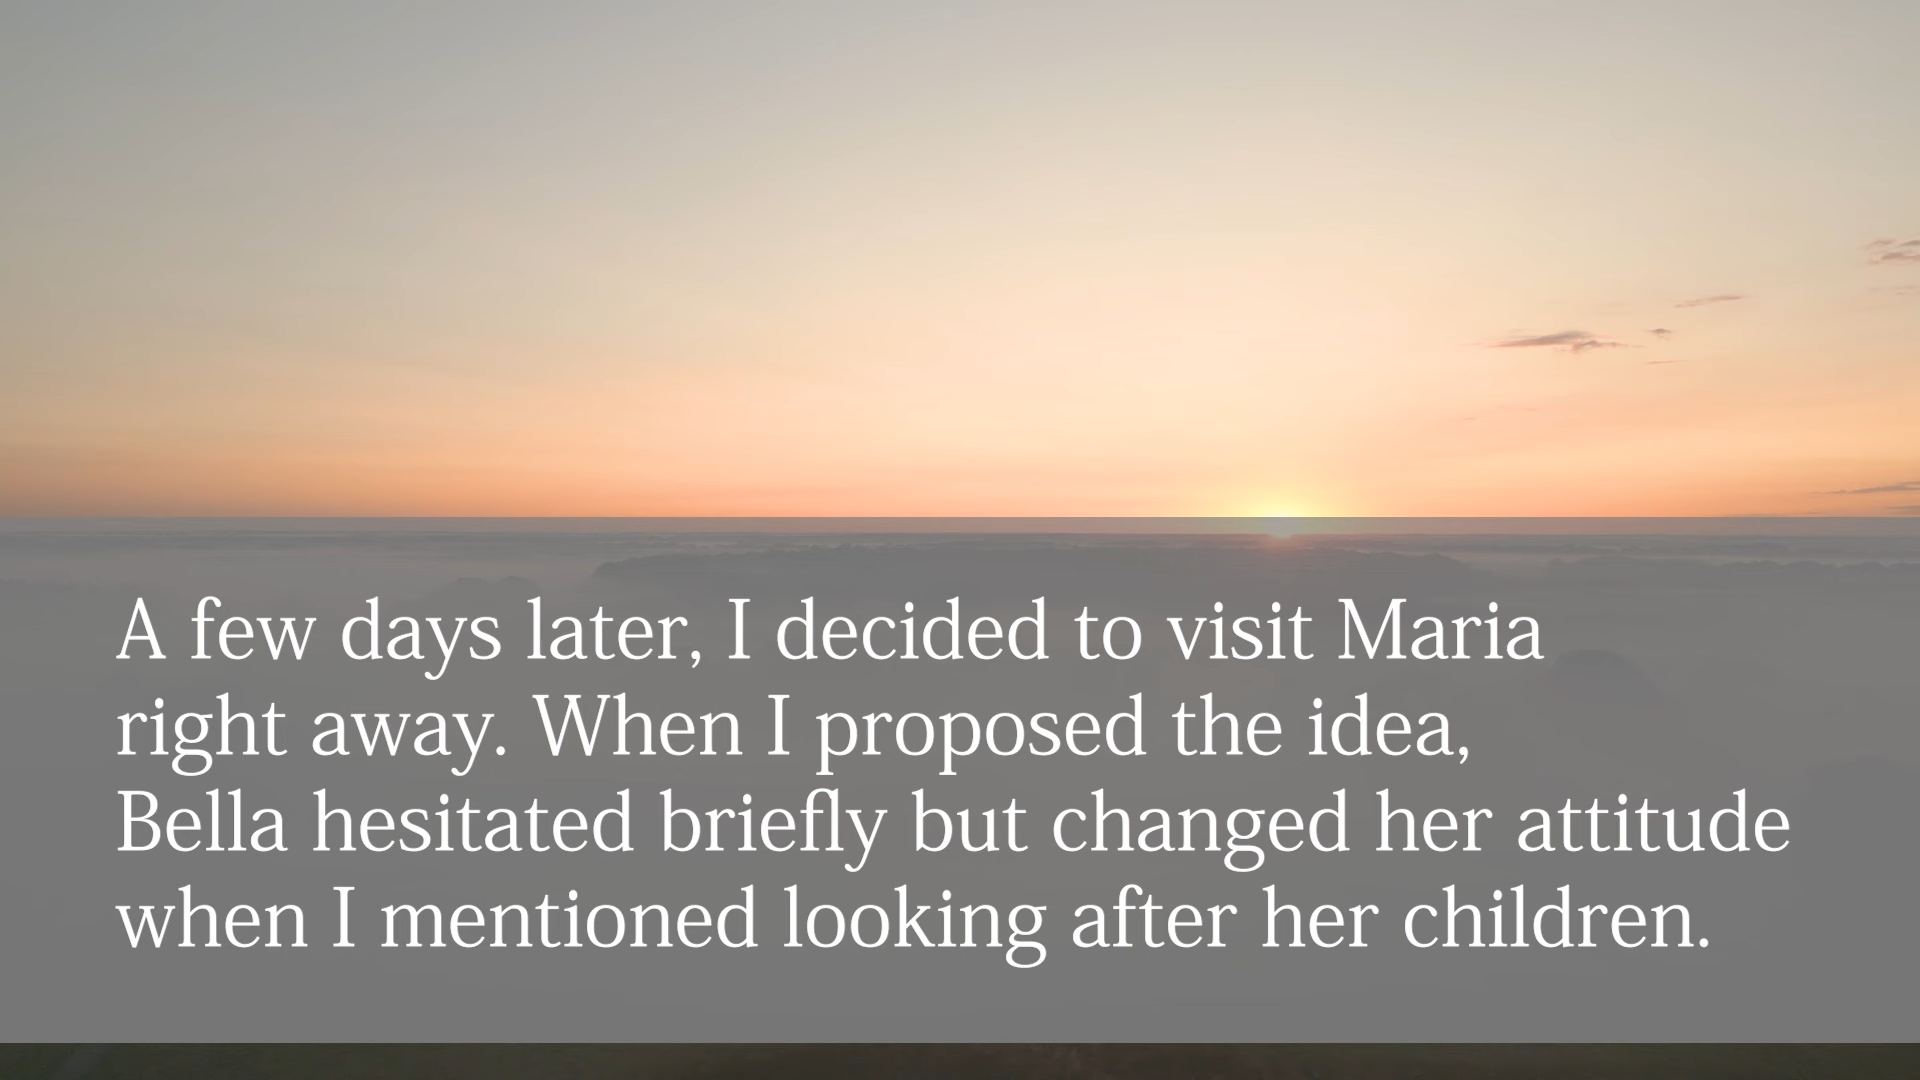 A few days later, I decided to visit Maria
right away. When I proposed the idea,
Bella hesitated briefly but changed her attitude
when I mentioned looking after her children.